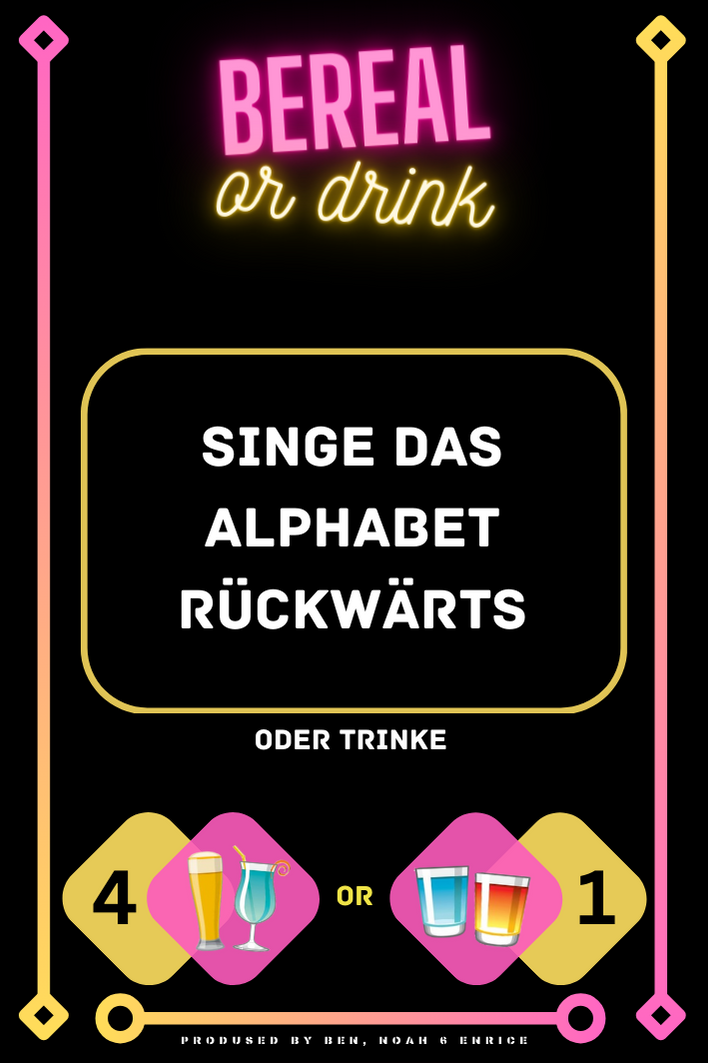 BEREAL
or drink
SINGE DAS
ALPHABET
RÜCKWÄRTS
ODER TRINKE
4 OR 1
PRODUSED BY BEN, NOAH & ENRICE